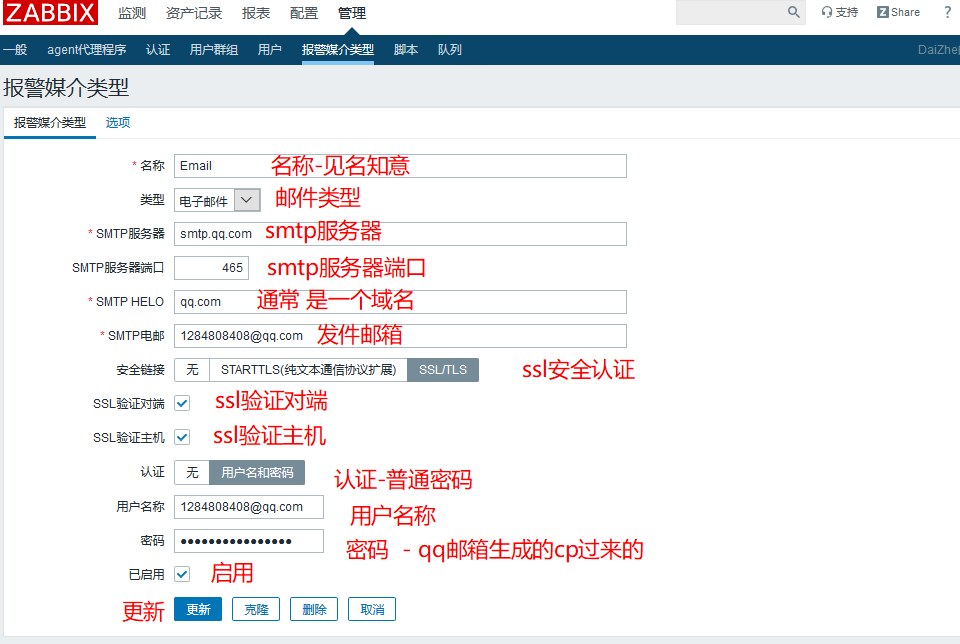 ZABBIX 监测 资产记录 报表 配置 管理 支持 Z Share ?
一般 agent代理程序 认证 用户群组 用户 报警媒介类型 脚本 队列
报警媒介类型
报警媒介类型 选项
* 名称 Email 名称-见名知意
类型 电子邮件 邮件类型
* SMTP服务器 smtp.qq.com smtp服务器
SMTP服务器端口 465 smtp服务器端口
* SMTP HELO qq.com 通常 是一个域名
* SMTP电邮 1284808408@qq.com 发件邮箱
安全链接 无 STARTTLS(纯文本通信协议扩展) SSL/TLS ssl安全认证
SSL验证对端 ssl验证对端
SSL验证主机 ssl验证主机
认证 无 用户名和密码 认证-普通密码
用户名称 1284808408@qq.com 用户名称
密码 ●●●●●●●●●●●●●●● 密码 - qq邮箱生成的cp过来的
已启用 启用
更新 更新 克隆 删除 取消